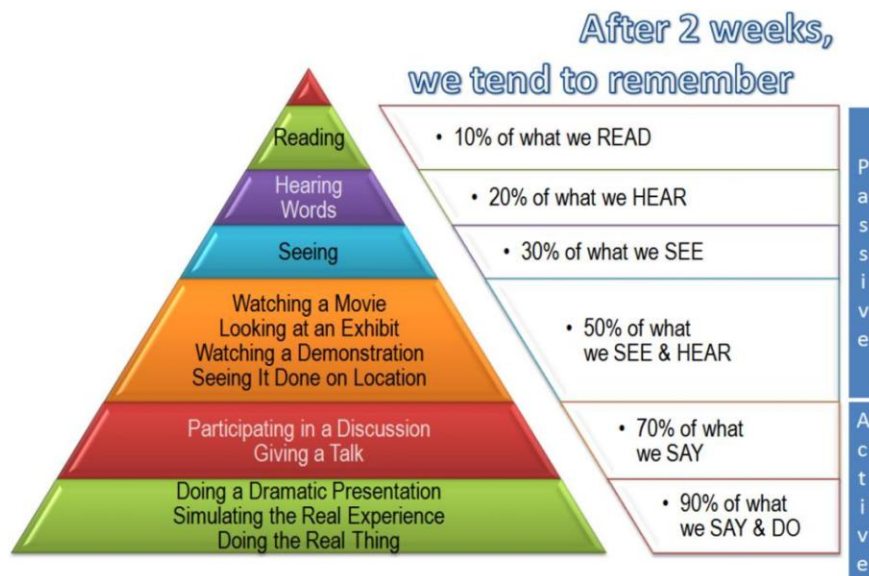 After 2 weeks,
we tend to remember
Reading
• 10% of what we READ
Hearing
Words
• 20% of what we HEAR
Seeing
• 30% of what we SEE
Watching a Movie
Looking at an Exhibit
Watching a Demonstration
Seeing It Done on Location
• 50% of what
we SEE & HEAR
Participating in a Discussion
Giving a Talk
• 70% of what
we SAY
Doing a Dramatic Presentation
Simulating the Real Experience
Doing the Real Thing
• 90% of what
we SAY & DO
Passive
Active